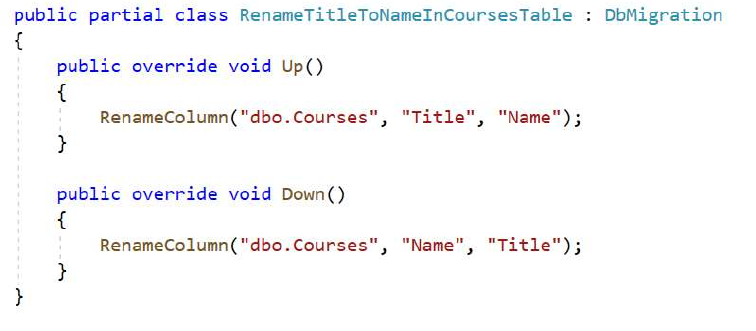 public partial class RenameTitleToNameInCoursesTable : DbMigration
{
    public override void Up()
    {
        RenameColumn("dbo.Courses", "Title", "Name");
    }

    public override void Down()
    {
        RenameColumn("dbo.Courses", "Name", "Title");
    }
}